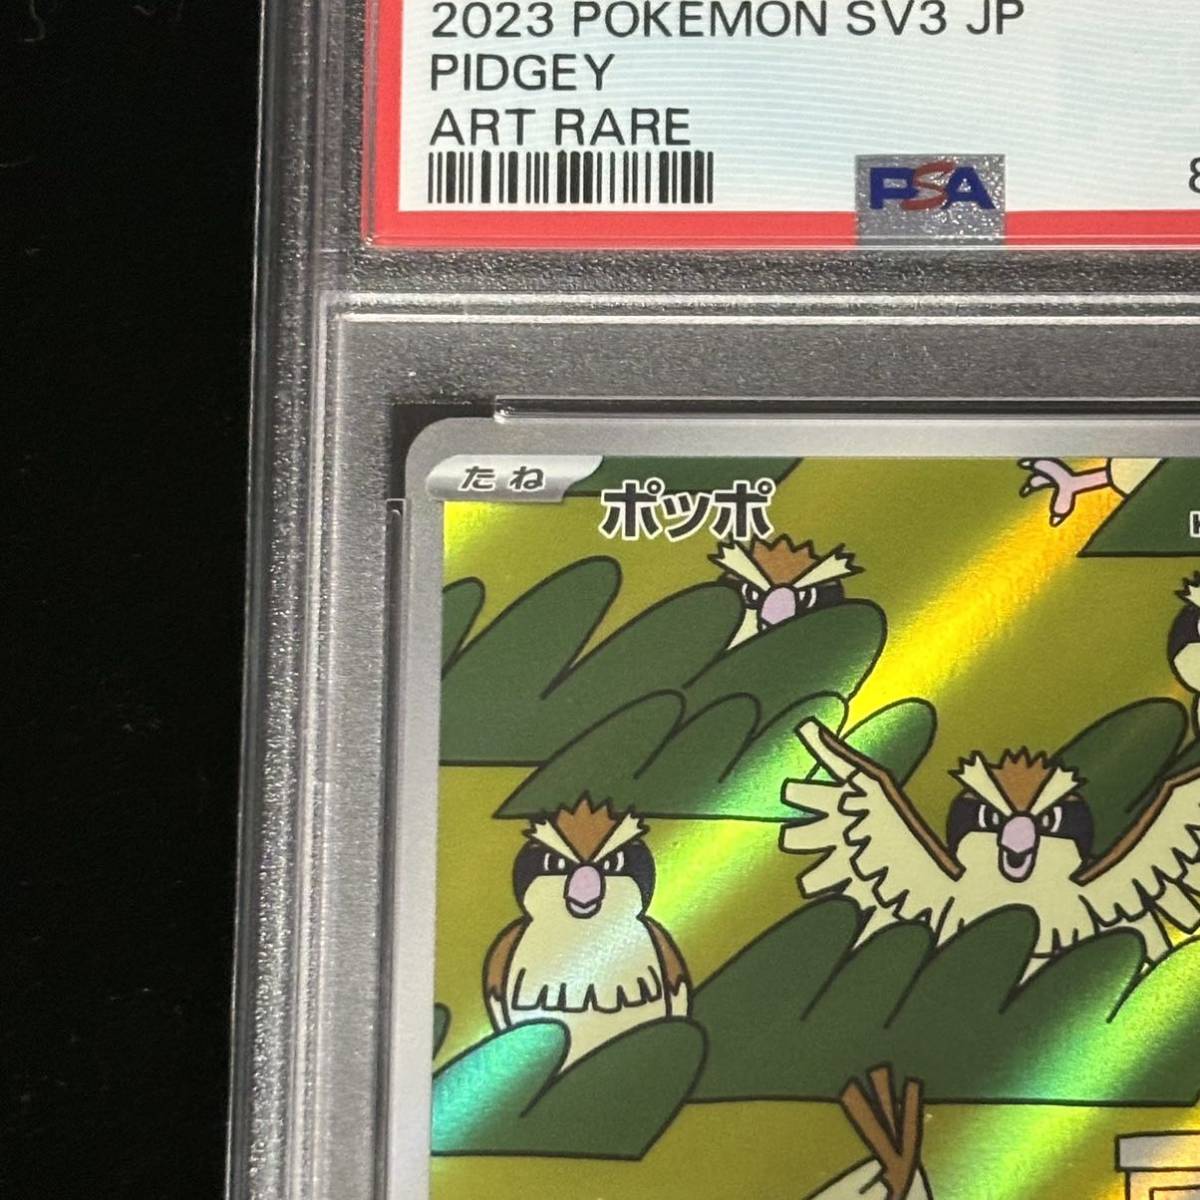 2023 POKEMON SV3 JP
PIDGEY
ART RARE
PSA
たね
ポッポ